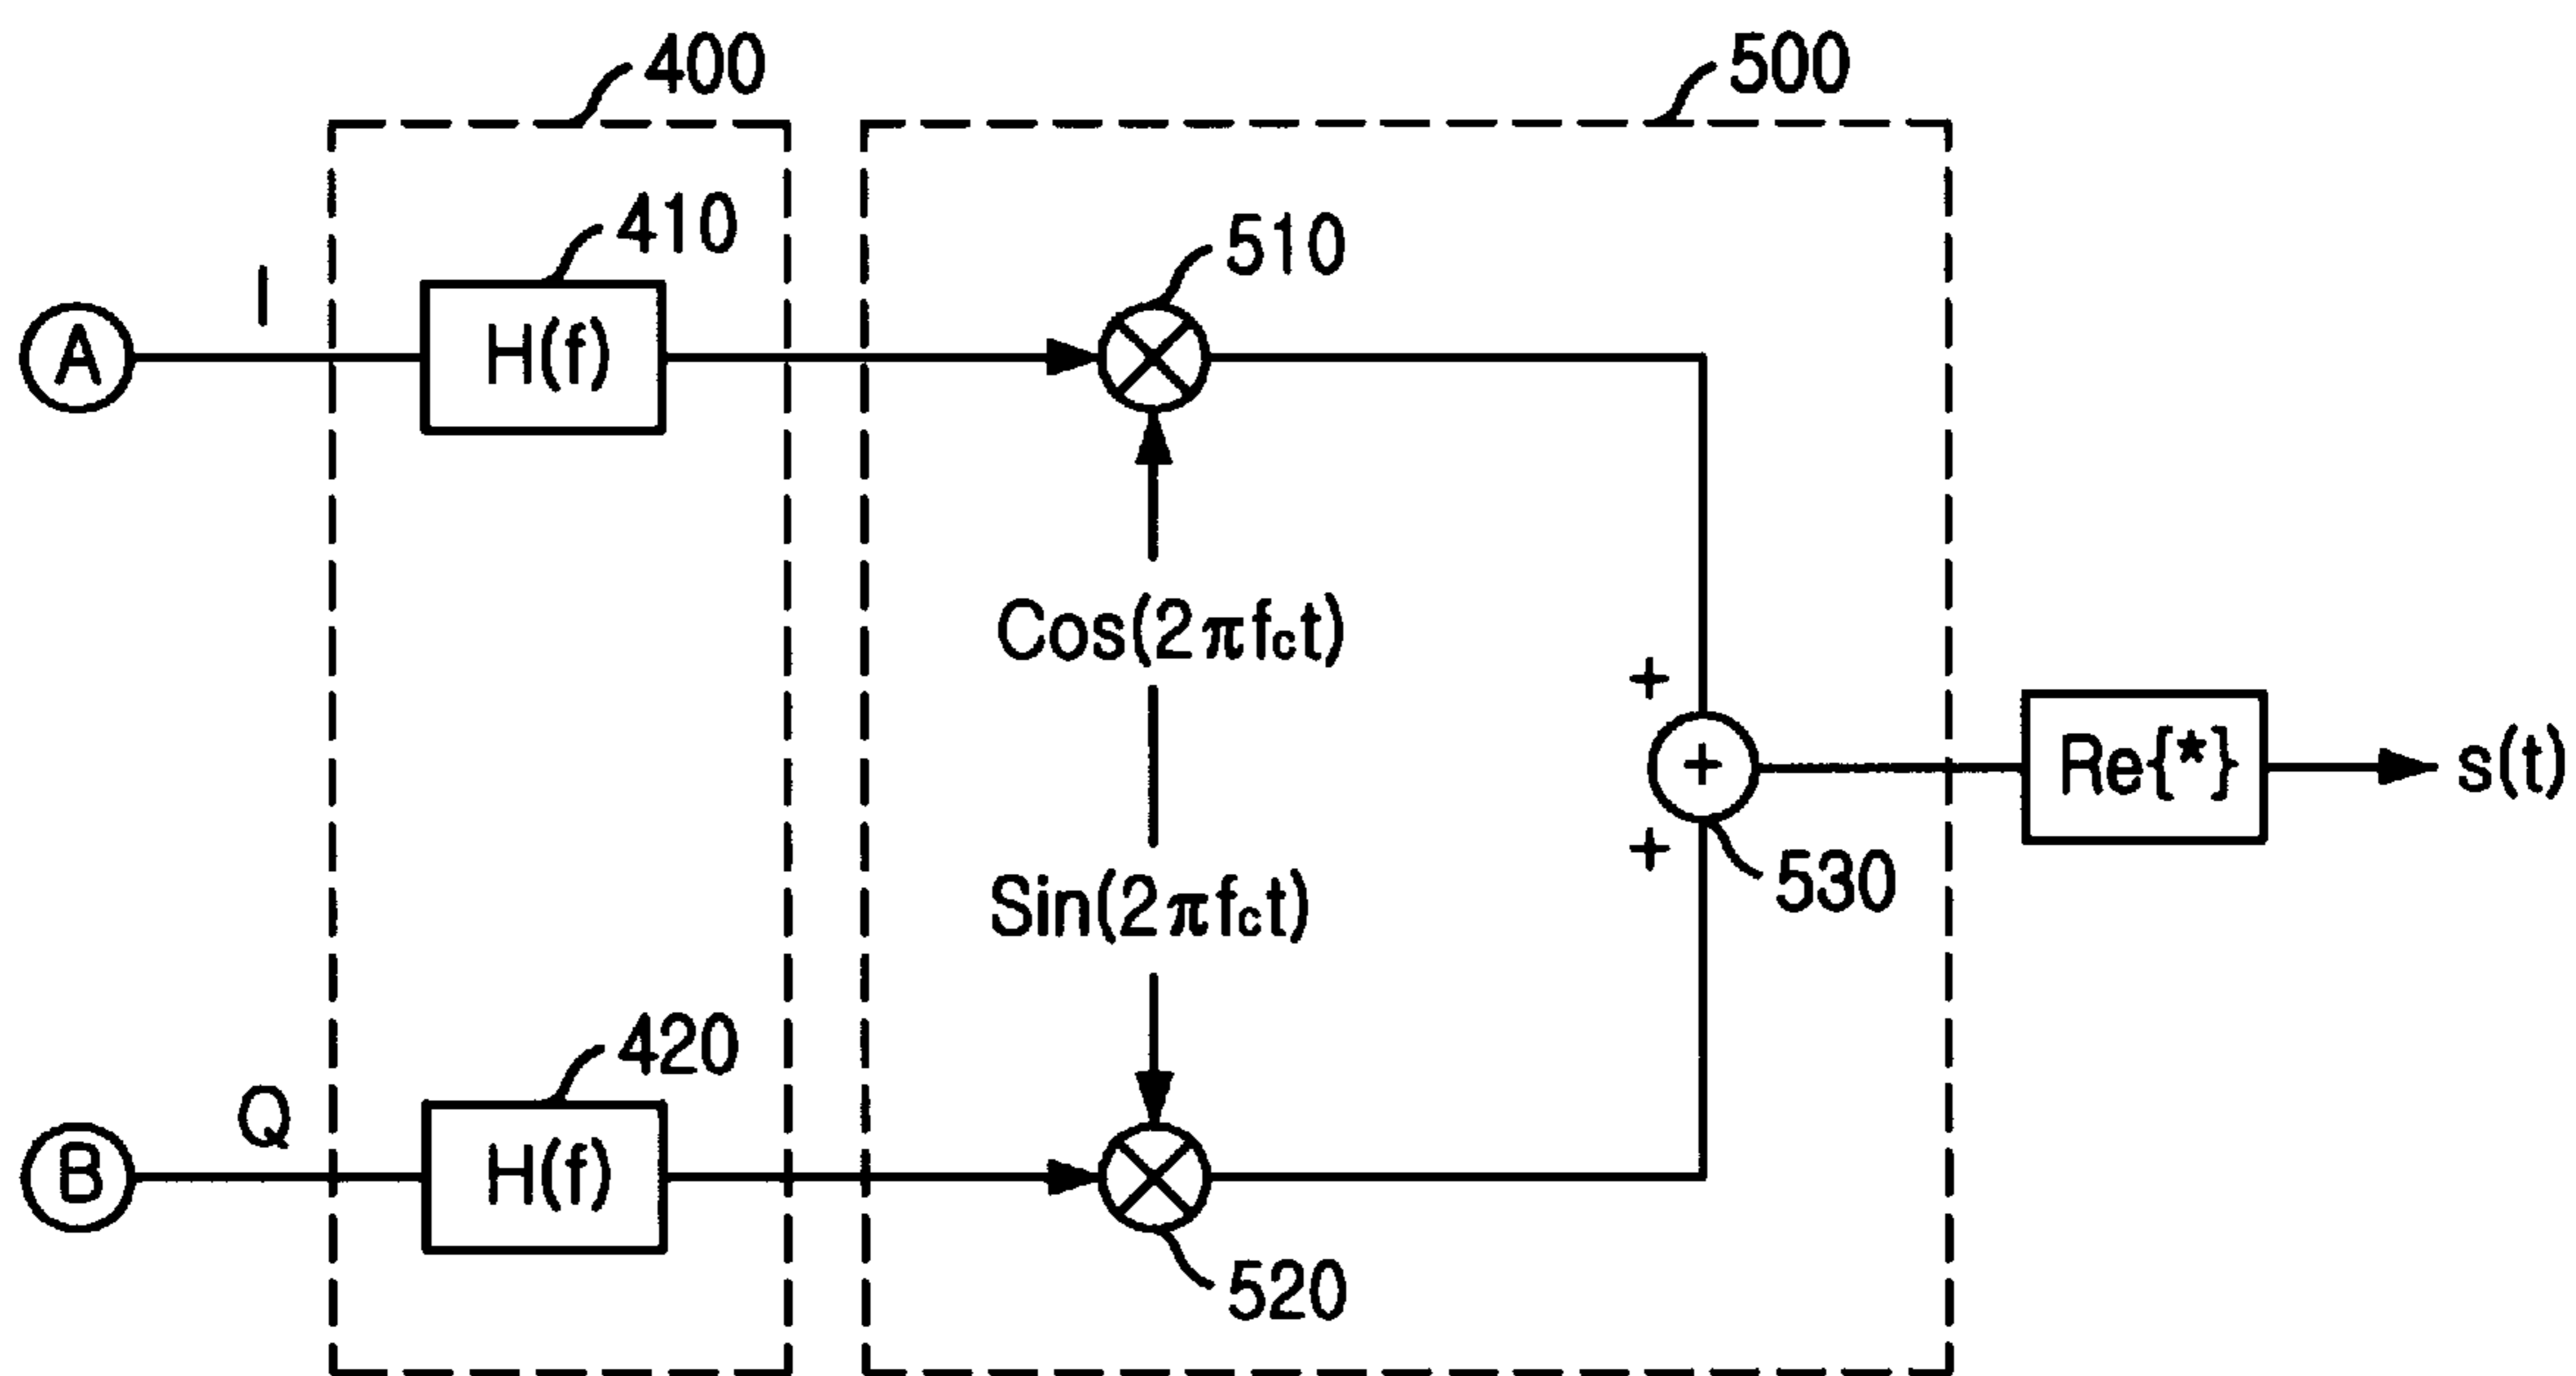 400
500
410
510
I
A
H(f)
Cos(2πfct)
+
+
Re{*}
s(t)
+
530
Sin(2πfct)
420
Q
B
H(f)
520